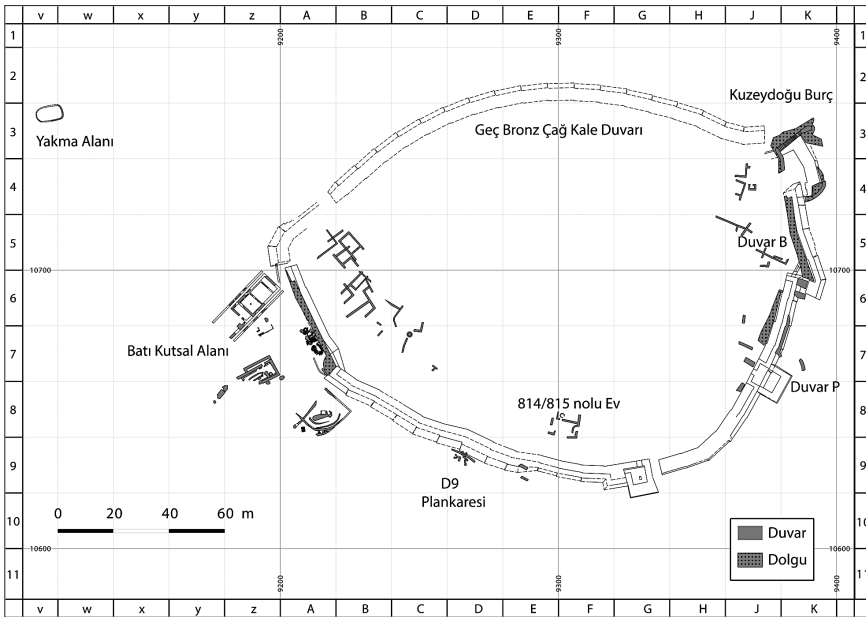 v w x y z A B C D E F G H J K
1 1
9200 9300 9400
2 2
Kuzeydoğu Burç
3 3
Yakma Alanı
Geç Bronz Çağ Kale Duvarı
4 4
5 5
Duvar B
10700 10700
6 6
Batı Kutsal Alanı
7 7
Duvar P
8 8
814/815 nolu Ev
9 9
D9
Plankaresi
0 20 40 60 m
10 10
Duvar
10600 10600
Dolgu
11 11
9200 9300 9400
v w x y z A B C D E F G H J K